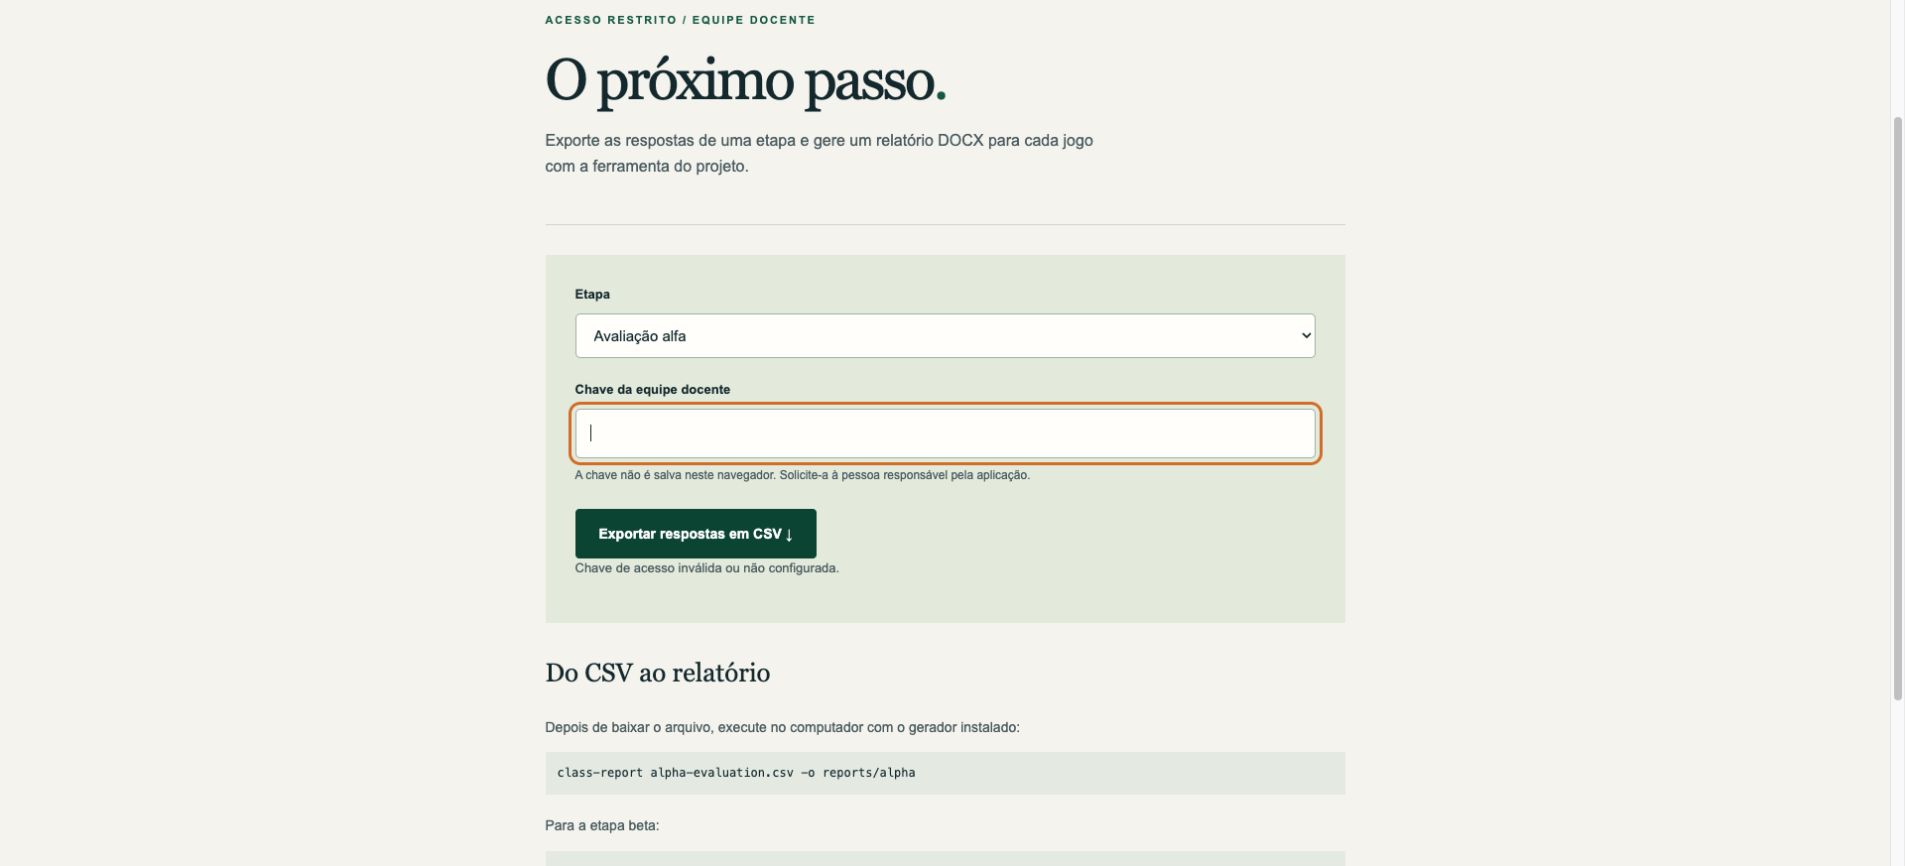 ACESSO RESTRITO / EQUIPE DOCENTE
O próximo passo.
Exporte as respostas de uma etapa e gere um relatório DOCX para cada jogo
com a ferramenta do projeto.
Etapa
Avaliação alfa
Chave da equipe docente
A chave não é salva neste navegador. Solicite-a à pessoa responsável pela aplicação.
Exportar respostas em CSV ↓
Chave de acesso inválida ou não configurada.
Do CSV ao relatório
Depois de baixar o arquivo, execute no computador com o gerador instalado:
class-report alpha-evaluation.csv -o reports/alpha
Para a etapa beta: